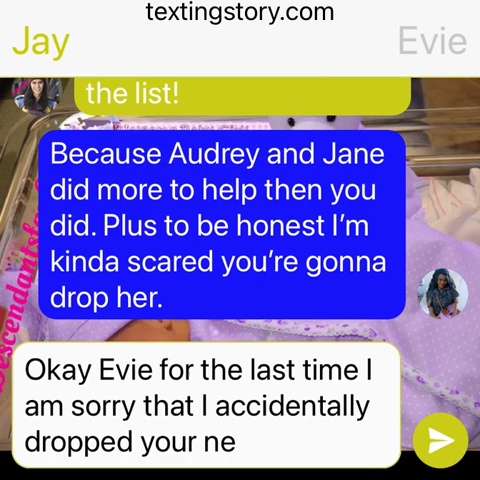 textingstory.com
Jay
Evie
the list!
Because Audrey and Jane
did more to help then you
did. Plus to be honest I'm
kinda scared you're gonna
drop her.
Okay Evie for the last time I
am sorry that I accidentally
dropped your ne